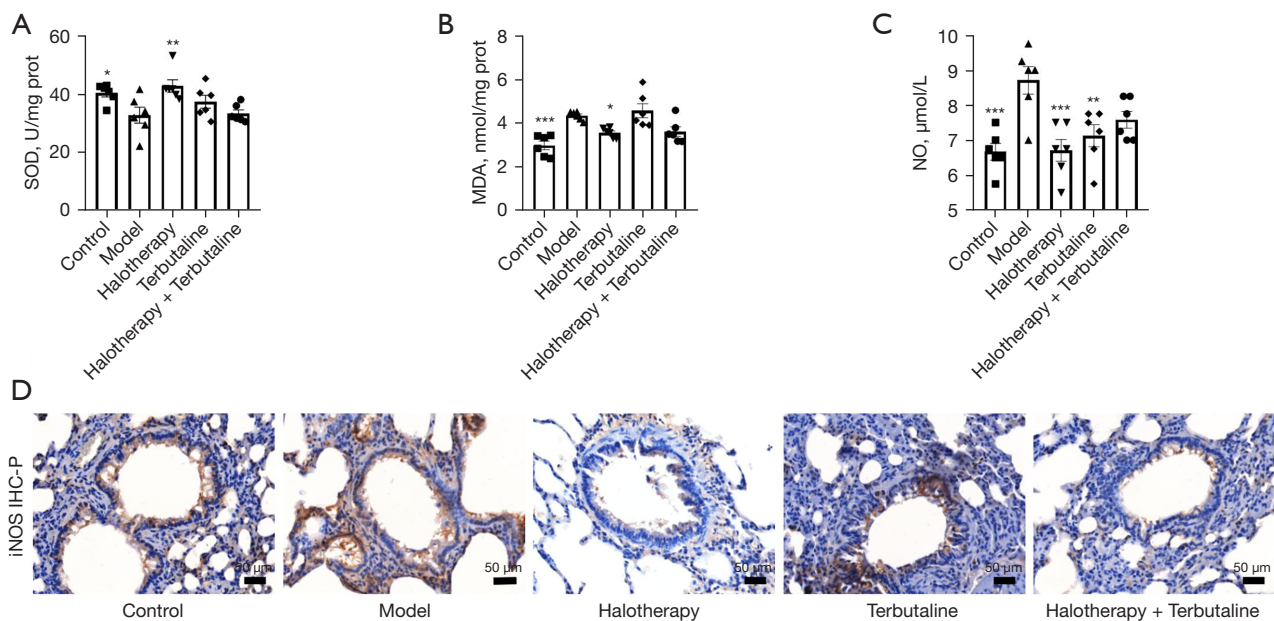 A
60
40
20
0
SOD, U/mg prot
*
**
Control
Model
Halotherapy
Terbutaline
Halotherapy + Terbutaline
B
8
6
4
2
0
MDA, nmol/mg prot
***
*
Control
Model
Halotherapy
Terbutaline
Halotherapy + Terbutaline
C
10
9
8
7
6
5
NO, μmol/L
***
***
**
Control
Model
Halotherapy
Terbutaline
Halotherapy + Terbutaline
D
iNOS IHC-P
50 μm
50 μm
50 μm
50 μm
50 μm
Control
Model
Halotherapy
Terbutaline
Halotherapy + Terbutaline